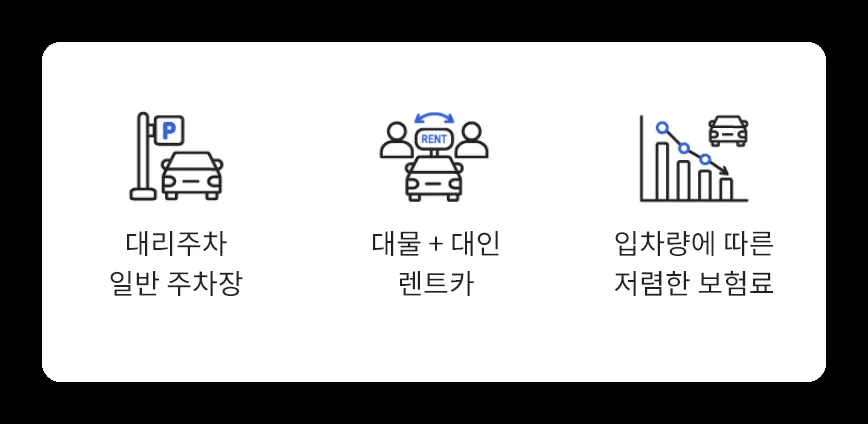 P
대리주차
일반 주차장
RENT
대물 + 대인
렌트카
입차량에 따른
저렴한 보험료